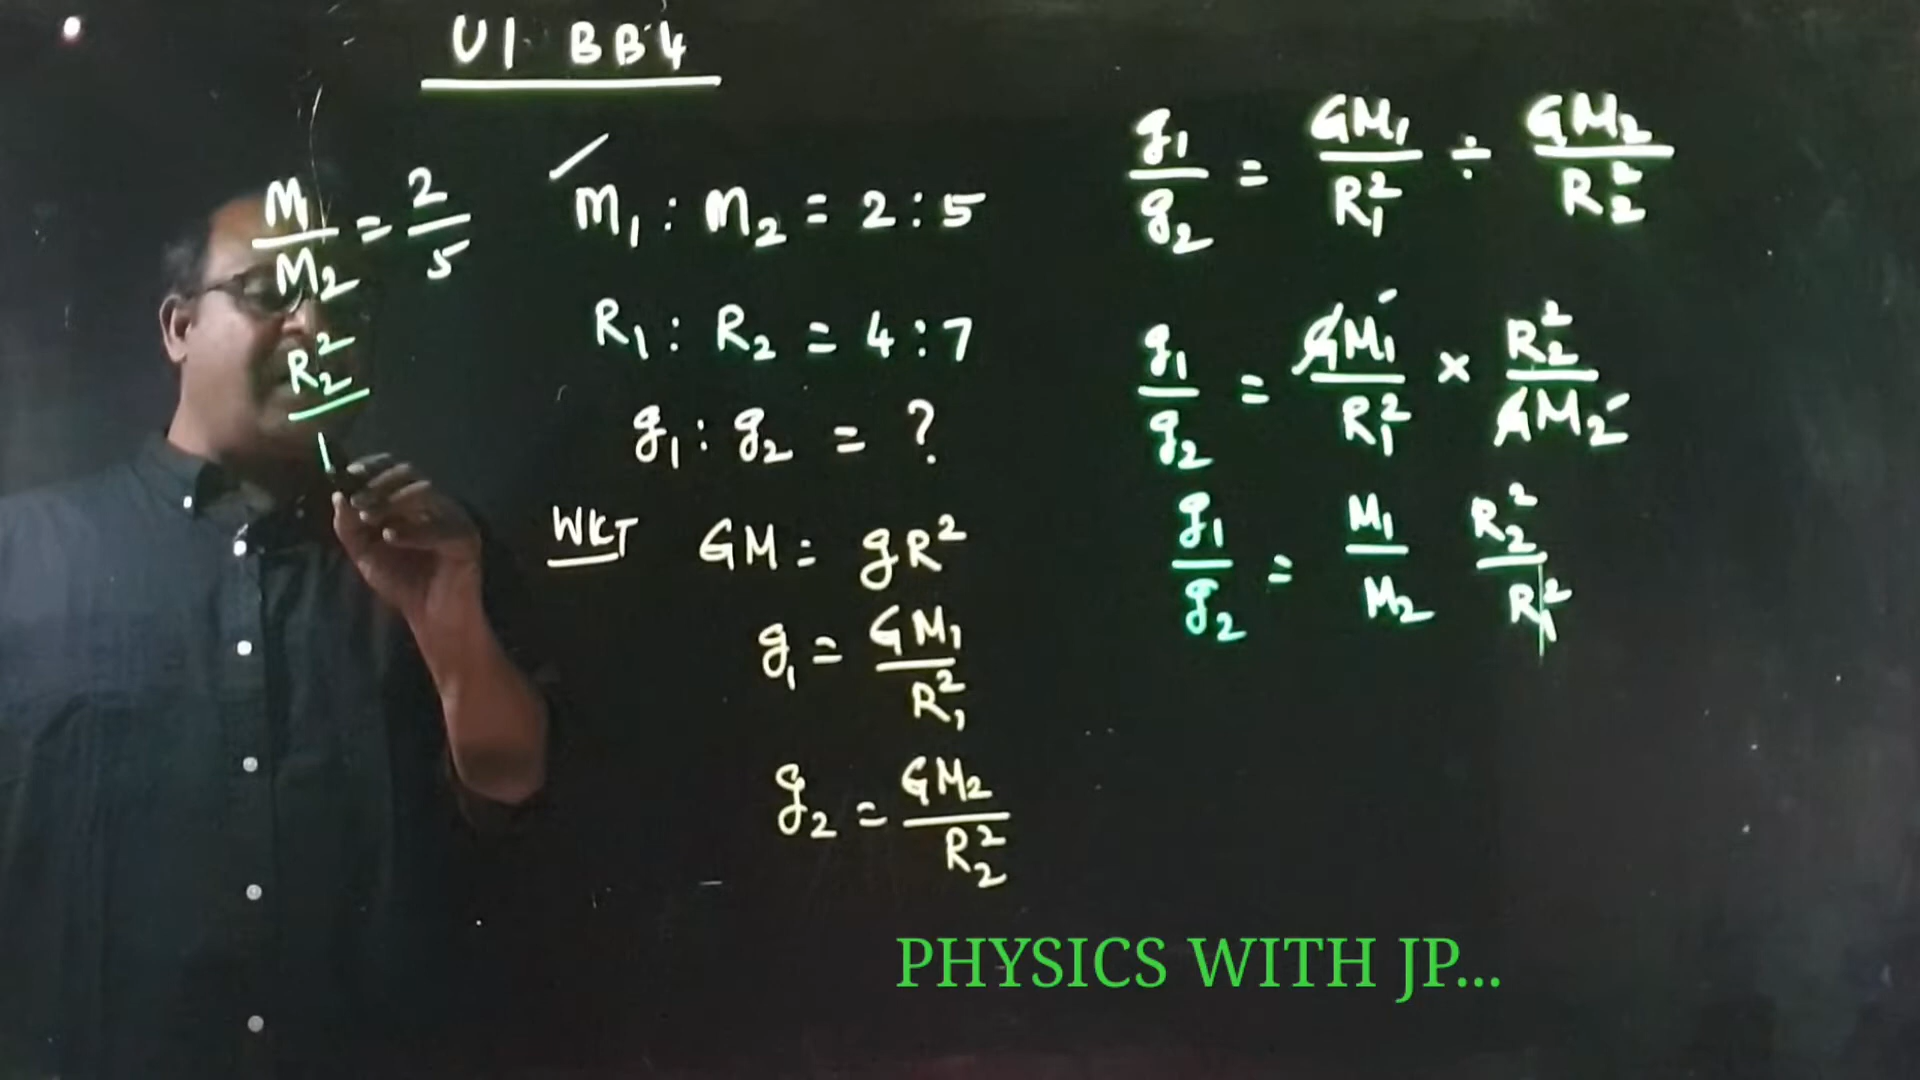 U1 BB4
M₁/M₂ = 2/5
R₂²
M₁ : M₂ = 2 : 5
R₁ : R₂ = 4 : 7
g₁ : g₂ = ?
WKT GM = gR²
g₁ = GM₁/R₁²
g₂ = GM₂/R₂²
g₁/g₂ = GM₁/R₁² ÷ GM₂/R₂²
g₁/g₂ = GM₁/R₁² × R₂²/GM₂
g₁/g₂ = M₁/M₂ R₂²/R₁²
PHYSICS WITH JP...